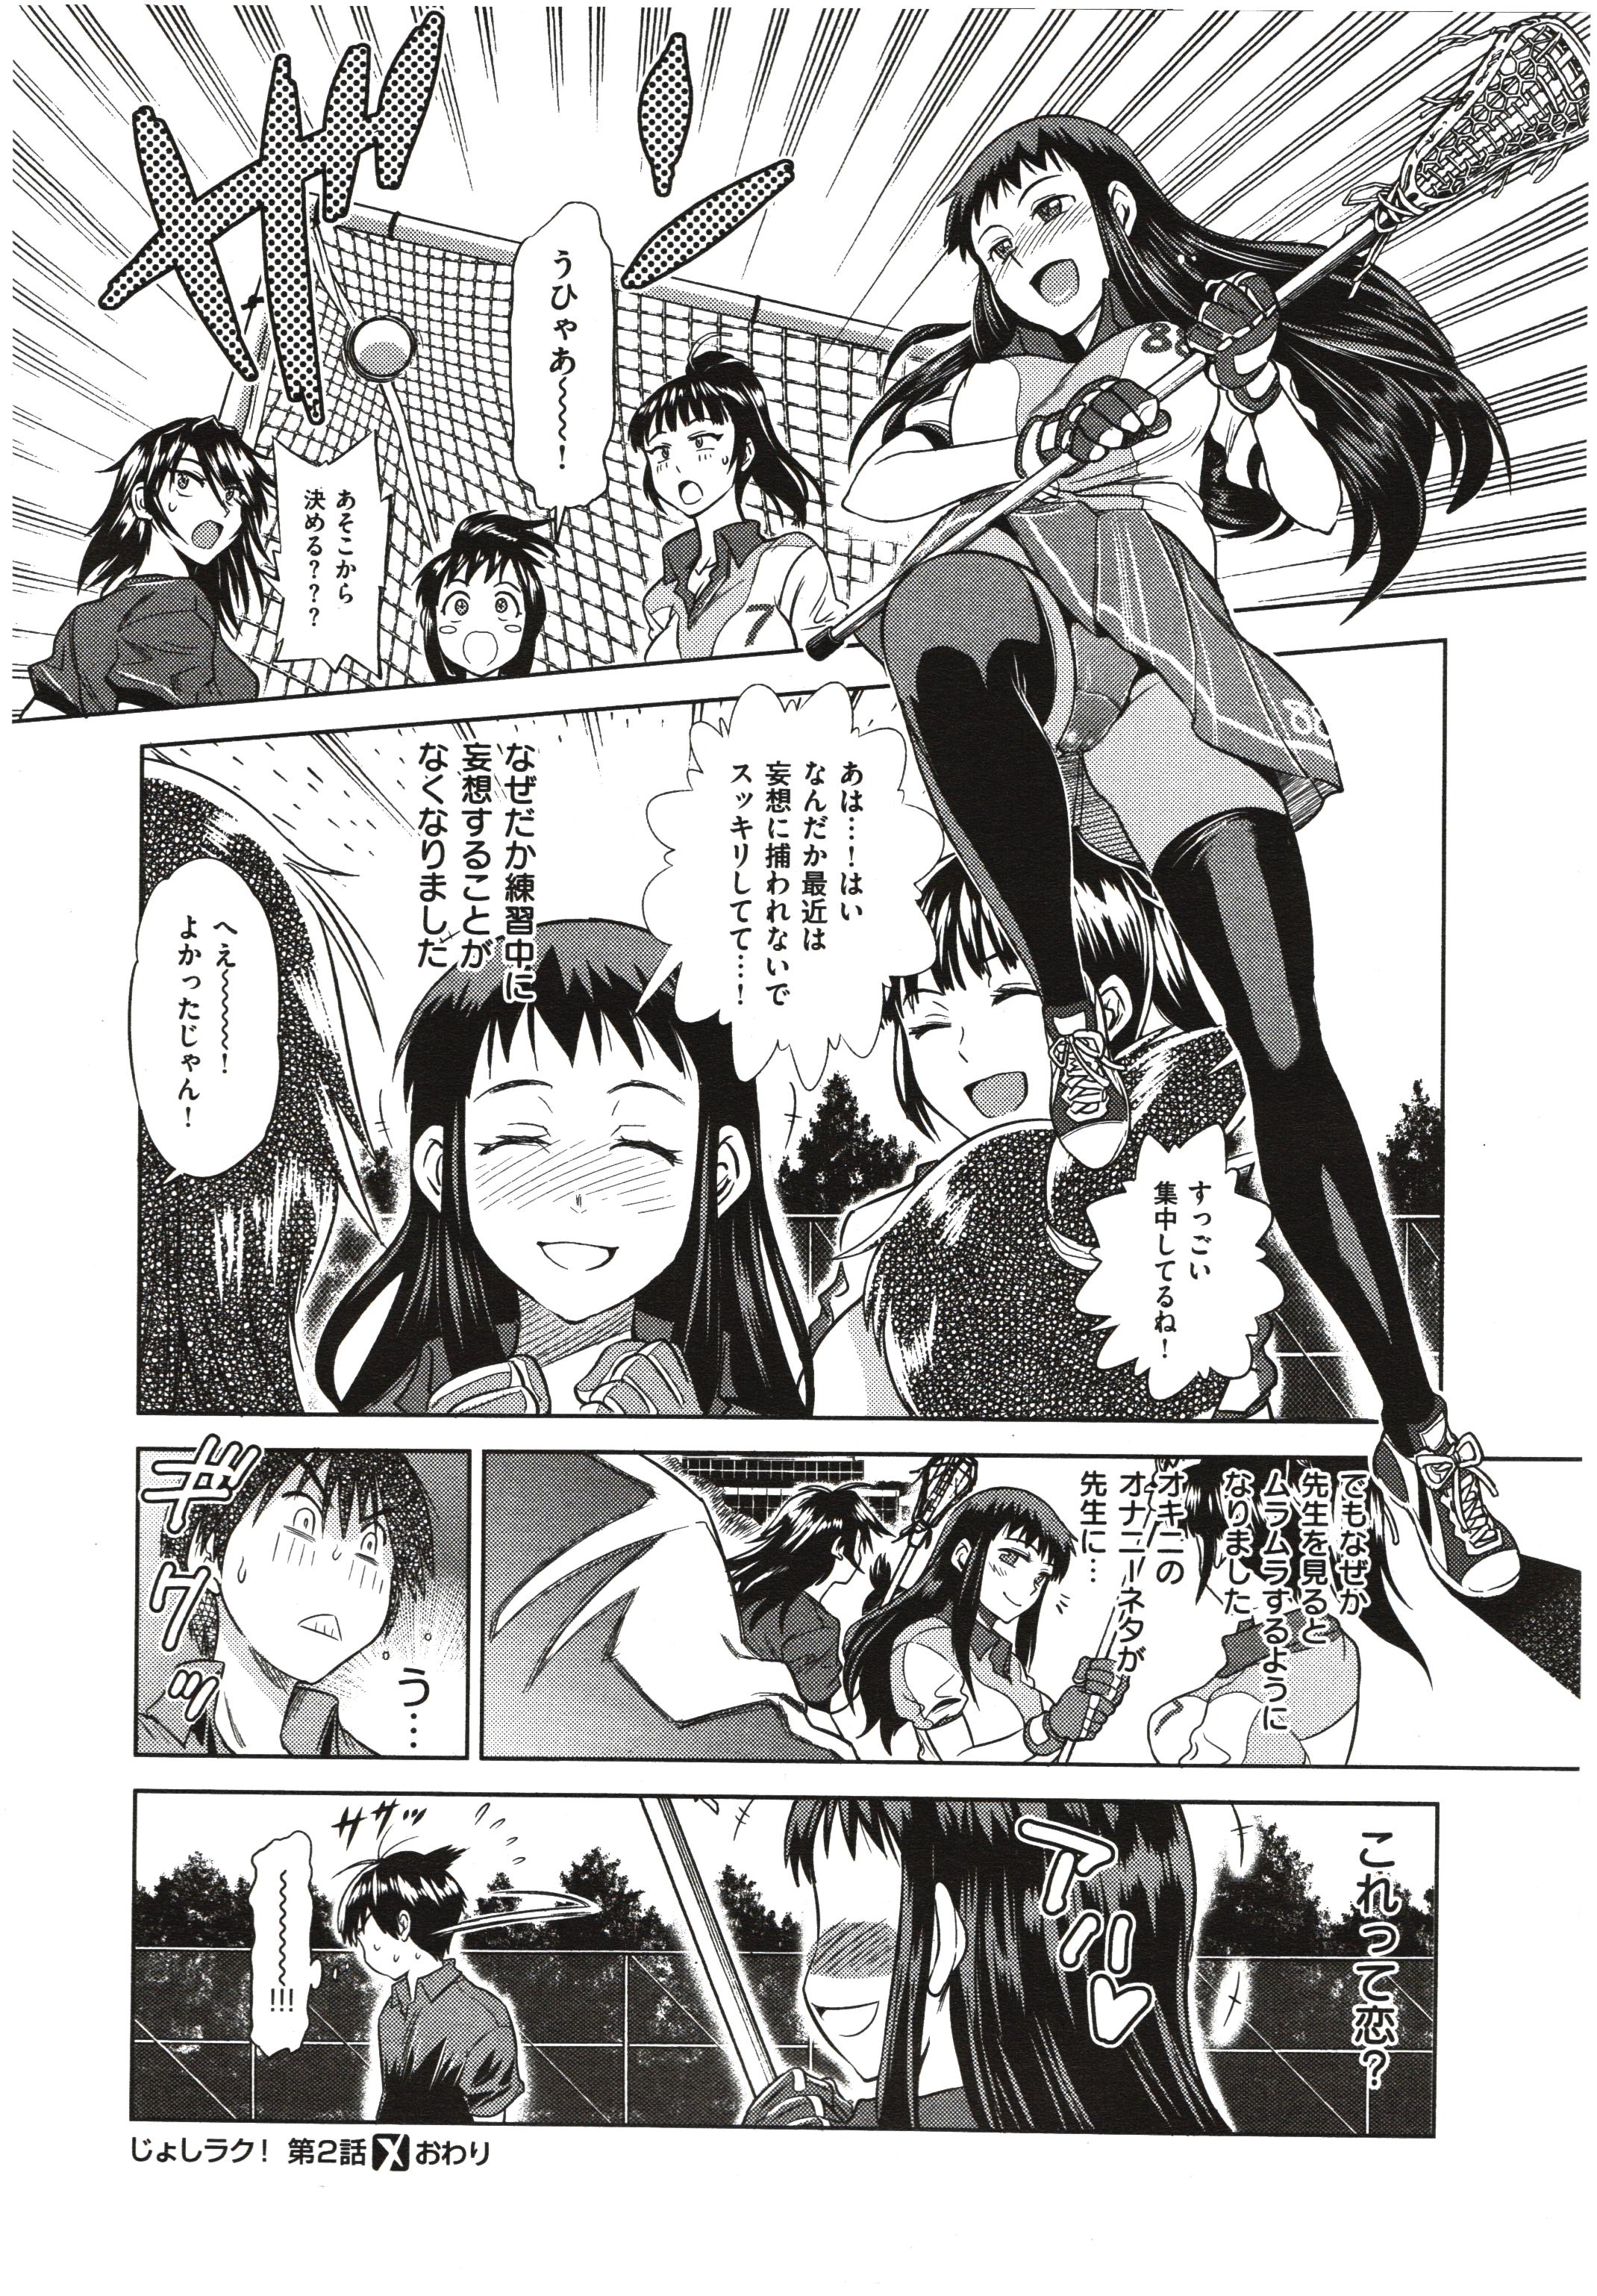 うひゃあ〜〜〜！
あそこから
決める？？？
すっごい
集中してるね！
あは…！はい
なんだか最近は
妄想に捕われないで
スッキリしてて…！
なぜだか練習中に
妄想することが
なくなりました
へえ〜〜〜〜！
よかったじゃん！
でもなぜか
先生を見ると
ムラムラするように
なりました
オキニの
オナニーネタが
先生に…
う…
ギクッ
これって恋？
〜〜〜〜〜〜!!!
じょしラク！ 第2話 X おわり